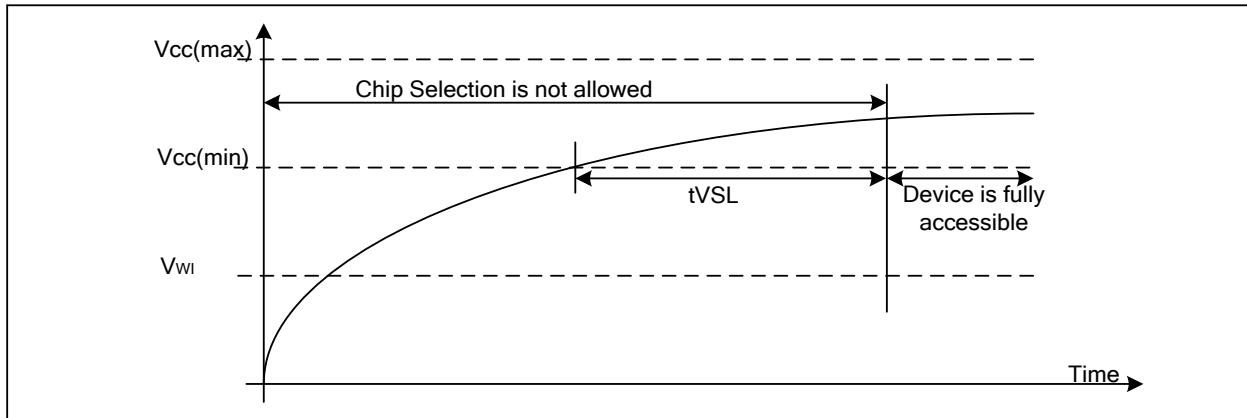 Vcc(max)
Chip Selection is not allowed
Vcc(min)
tVSL
Device is fully
accessible
VWI
Time